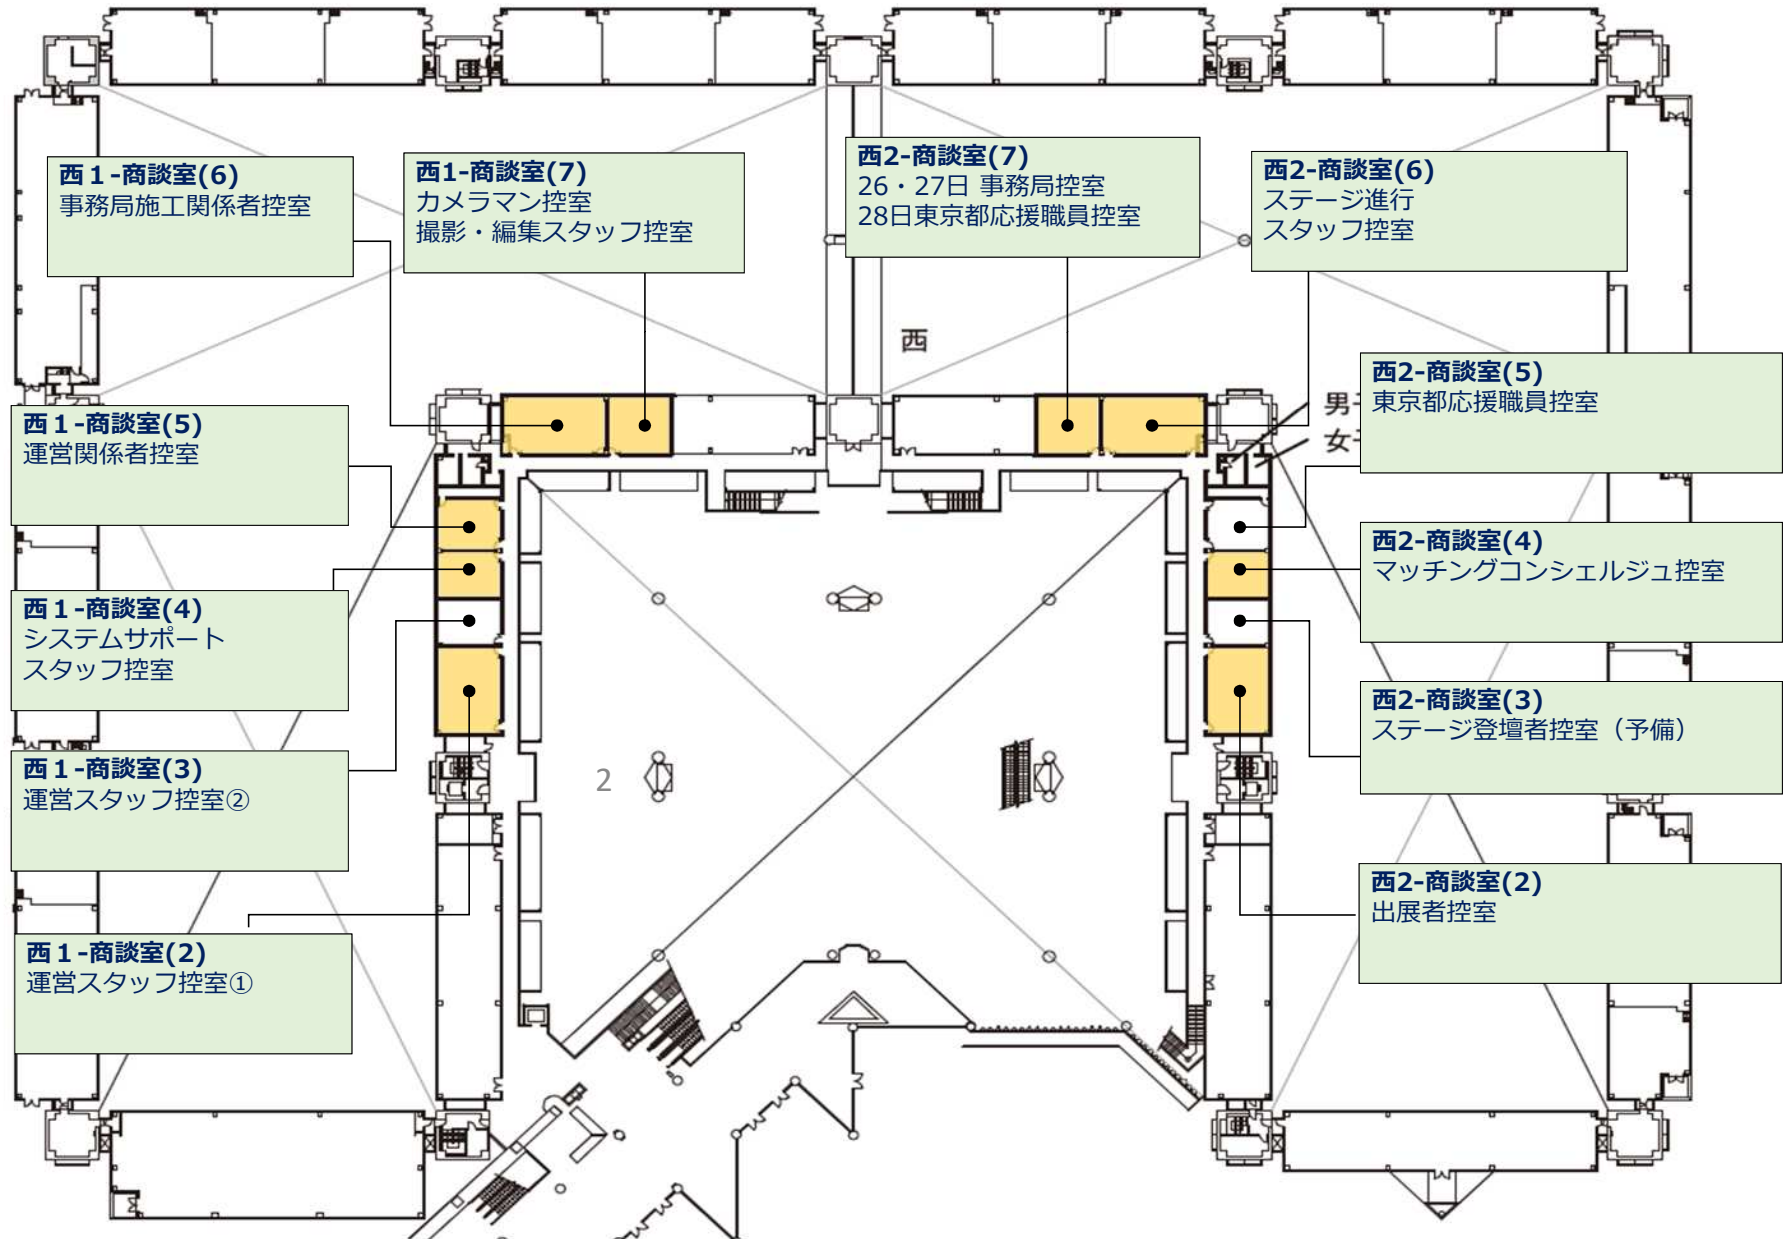 西１-商談室(6)
事務局施工関係者控室
西1-商談室(7)
カメラマン控室
撮影・編集スタッフ控室
西2-商談室(7)
26・27日 事務局控室
28日東京都応援職員控室
西2-商談室(6)
ステージ進行
スタッフ控室
西
西１-商談室(5)
運営関係者控室
男子
女子
西2-商談室(5)
東京都応援職員控室
西１-商談室(4)
システムサポート
スタッフ控室
西2-商談室(4)
マッチングコンシェルジュ控室
西１-商談室(3)
運営スタッフ控室②
2
西2-商談室(3)
ステージ登壇者控室（予備）
西１-商談室(2)
運営スタッフ控室①
西2-商談室(2)
出展者控室